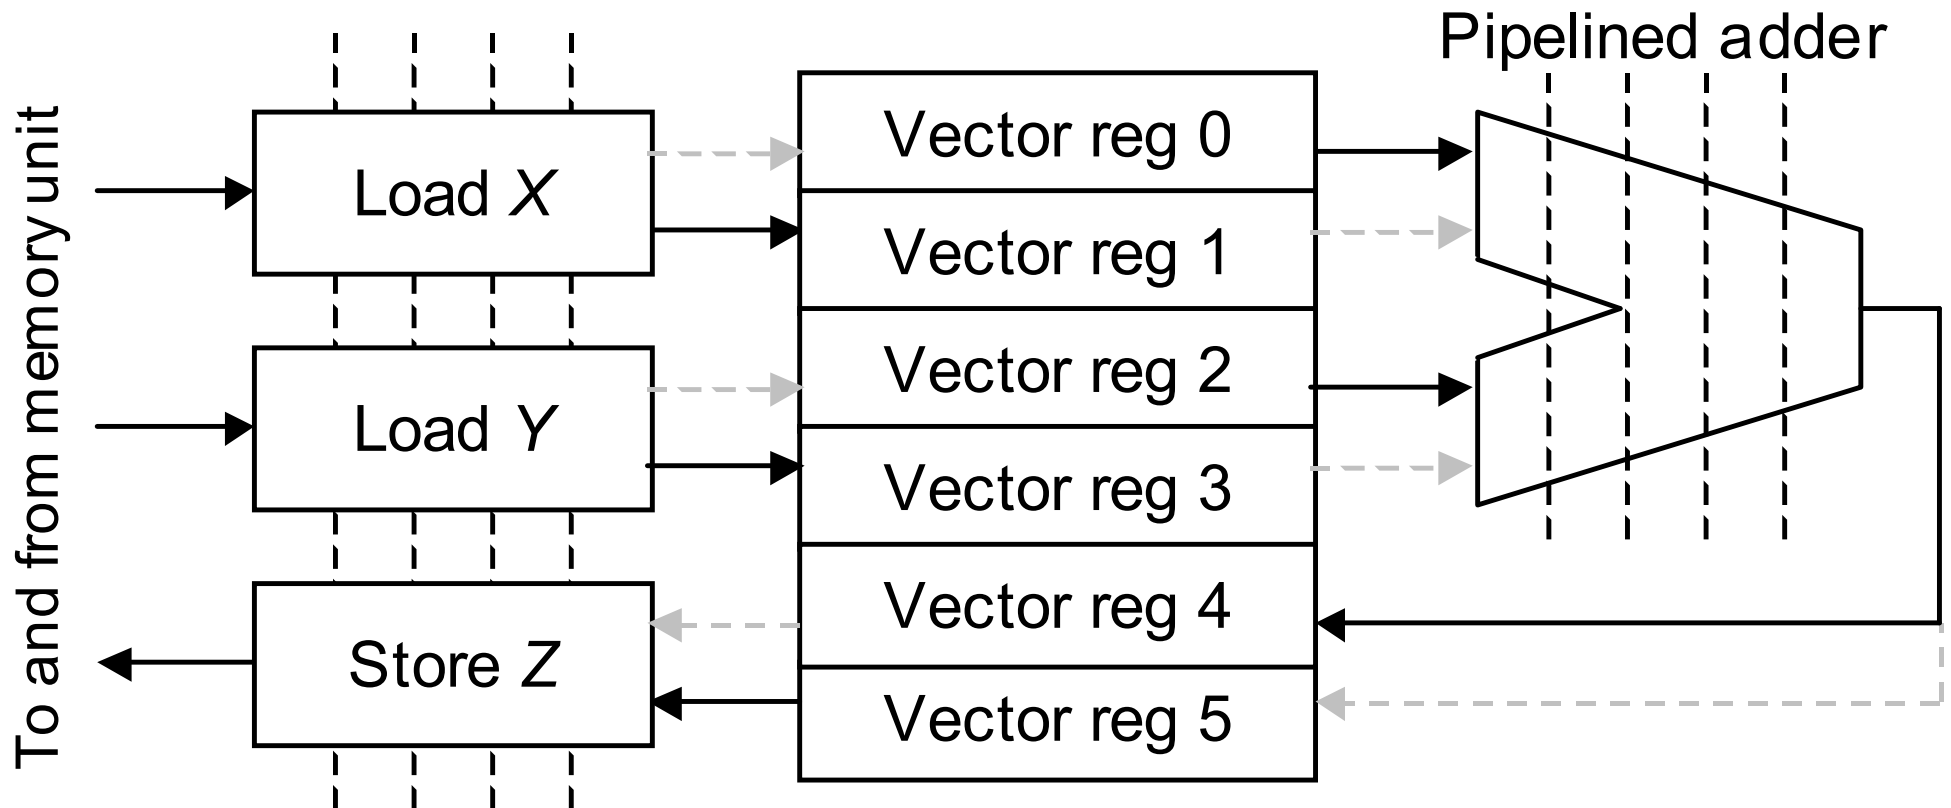 Pipelined adder
To and from memory unit
Load X
Load Y
Store Z
Vector reg 0
Vector reg 1
Vector reg 2
Vector reg 3
Vector reg 4
Vector reg 5